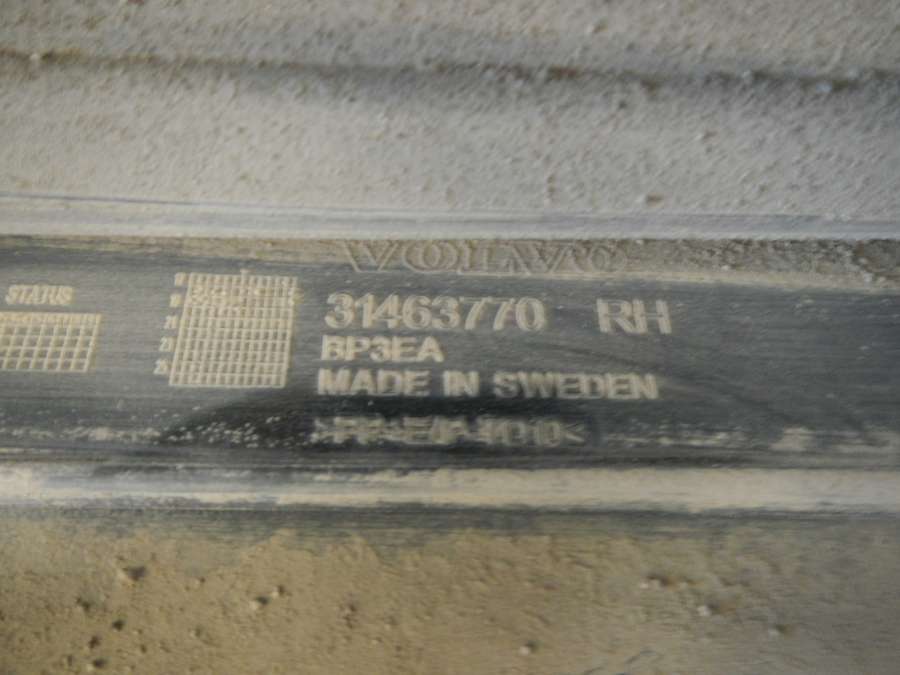 VOLVO
STATUS
31463770 RH
BP3EA
MADE IN SWEDEN